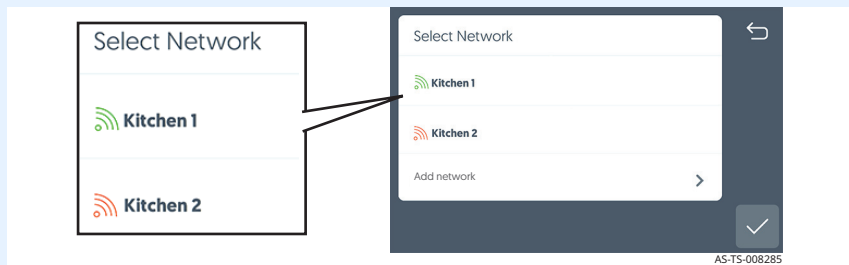 Select Network
Kitchen 1
Kitchen 2
Select Network
Kitchen 1
Kitchen 2
Add network
AS-TS-008285